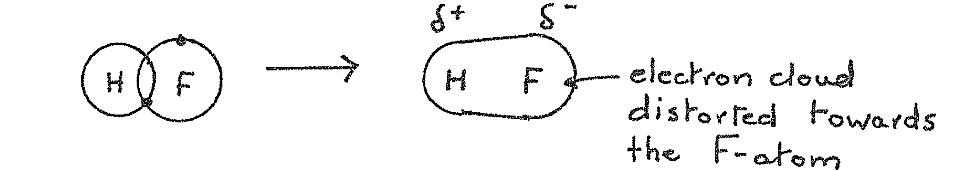 δ+ δ-
H F → H F electron cloud
distorted towards
the F-atom